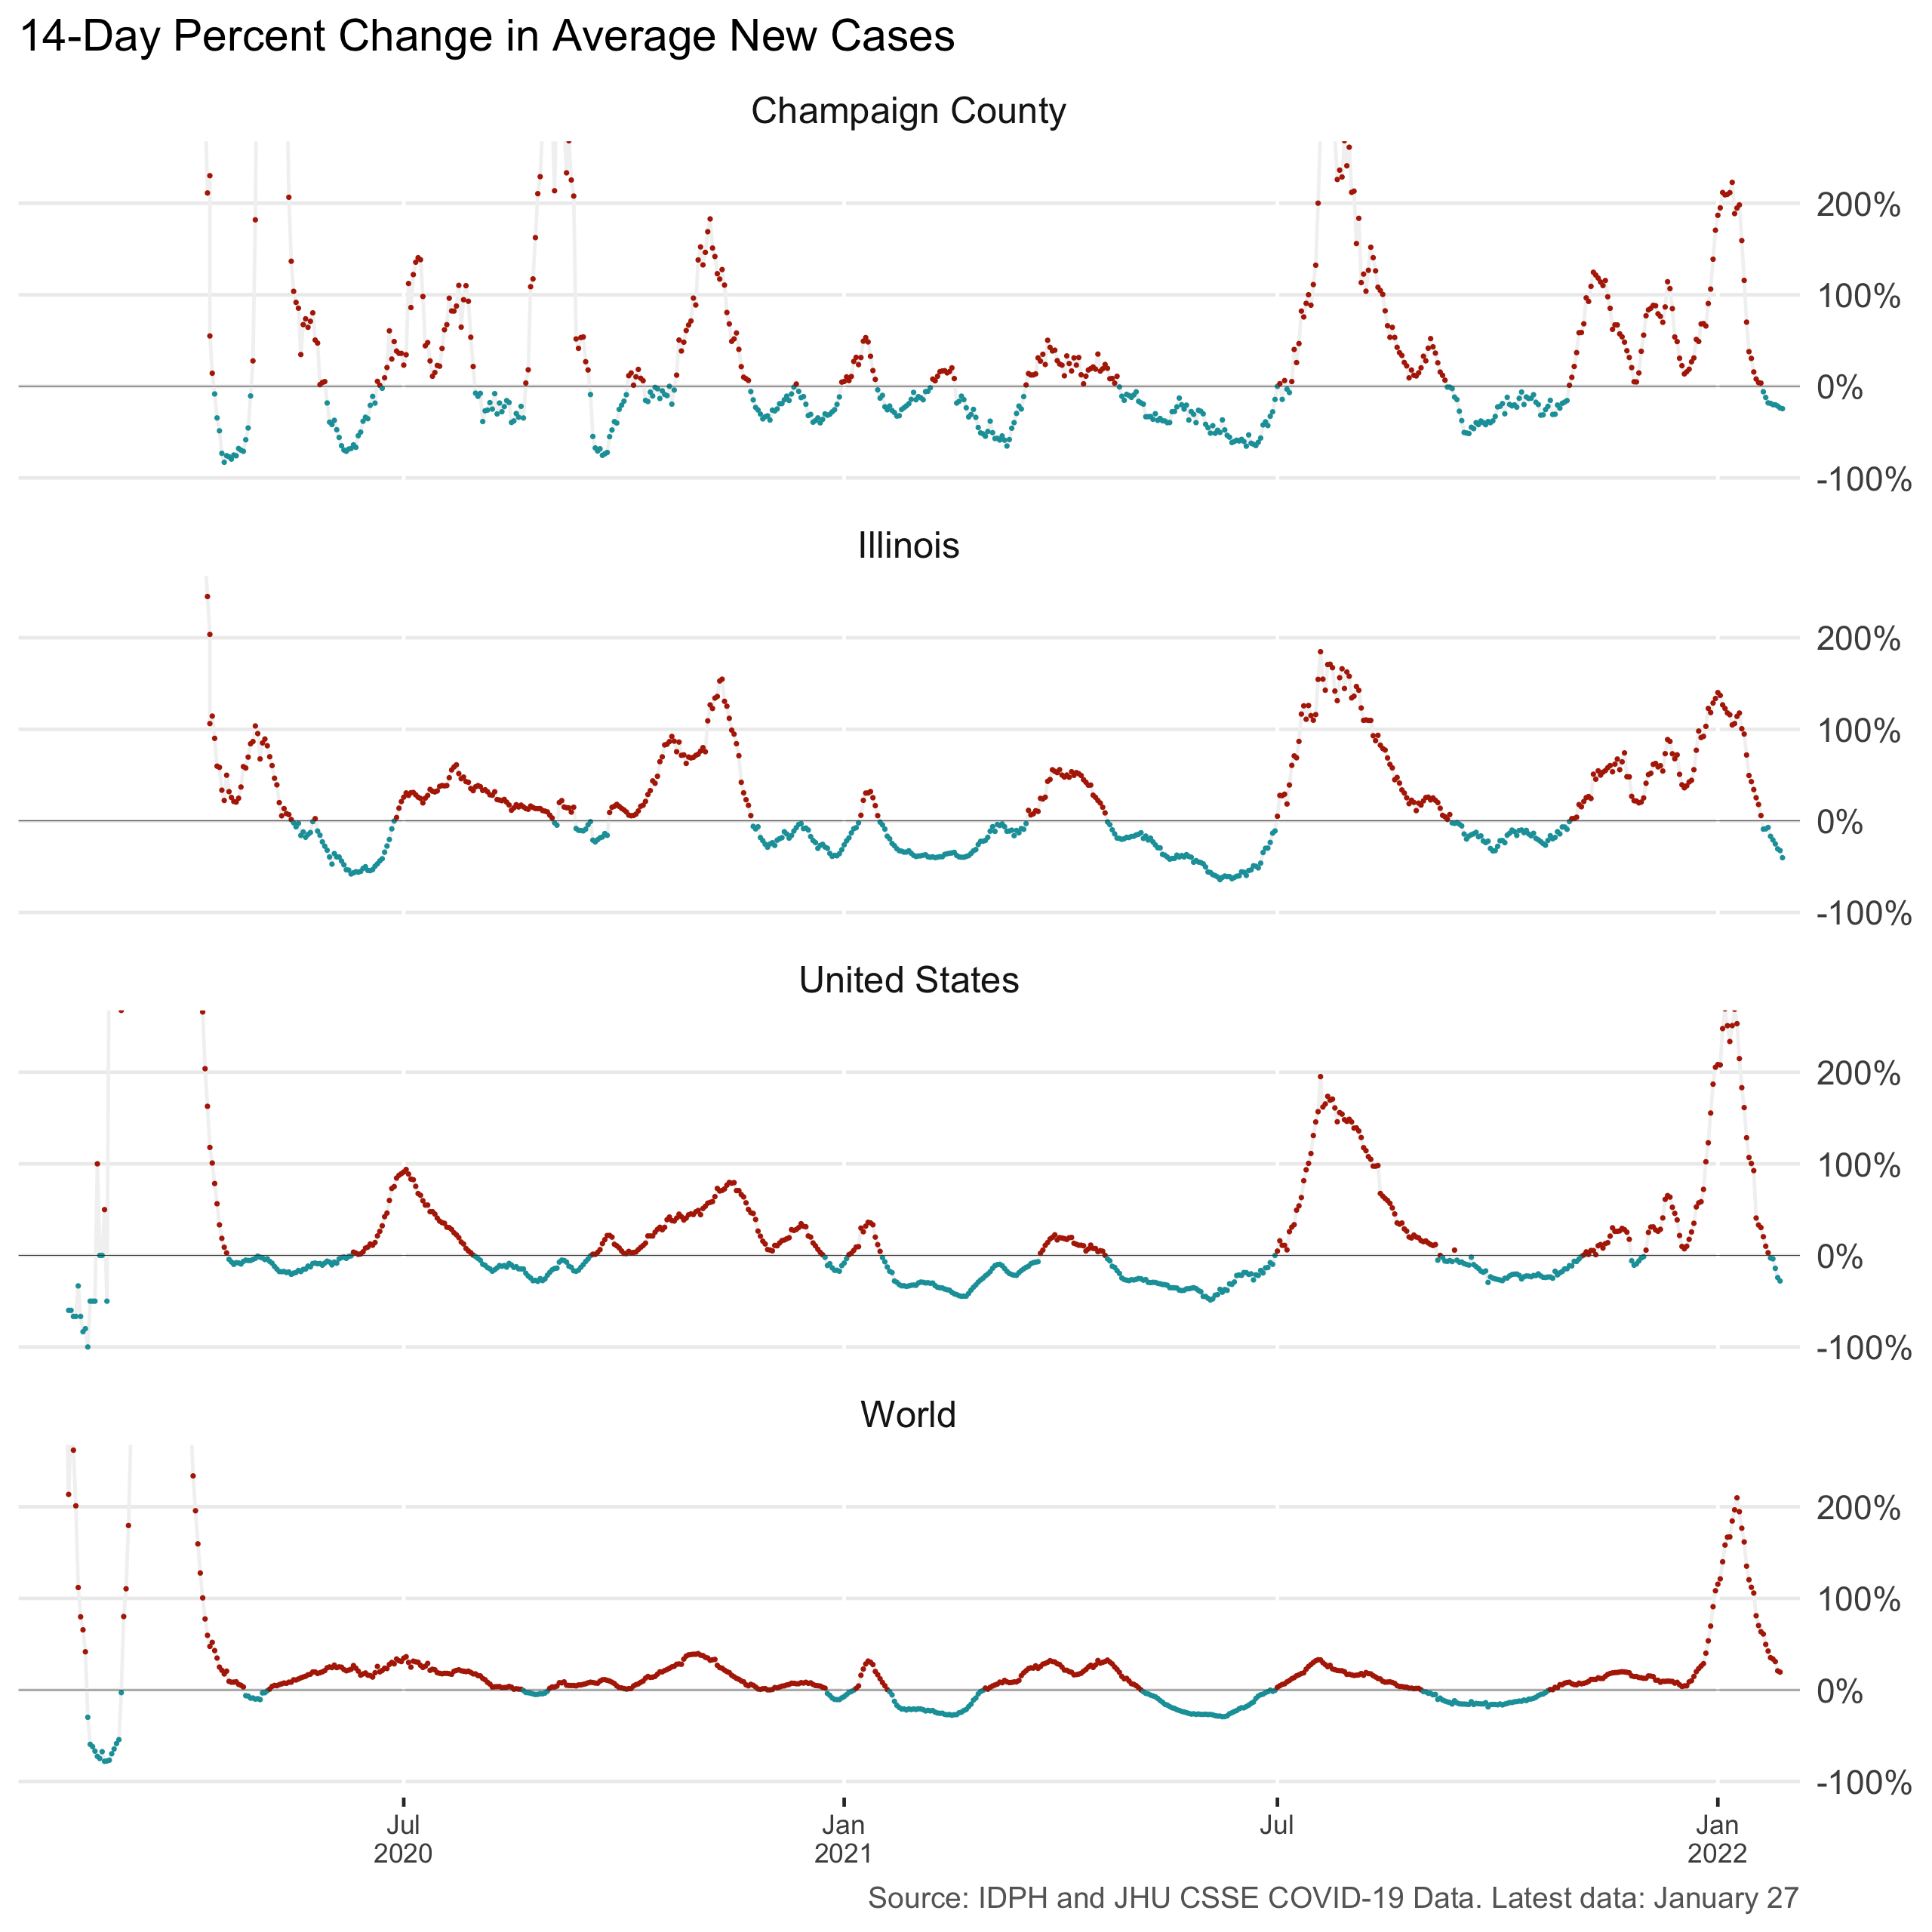 14-Day Percent Change in Average New Cases
Champaign County
200%
100%
0%
-100%
Illinois
200%
100%
0%
-100%
United States
200%
100%
0%
-100%
World
200%
100%
0%
-100%
Jul Jan Jul Jan
2020 2021 2022
Source: IDPH and JHU CSSE COVID-19 Data. Latest data: January 27